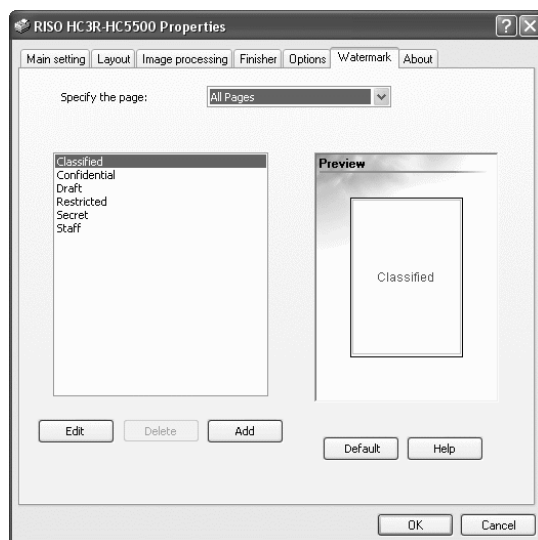 RISO HC3R-HC5500 Properties
Main setting Layout Image processing Finisher Options Watermark About
Specify the page: All Pages
Classified
Confidential
Draft
Restricted
Secret
Staff
Preview
Classified
Edit Delete Add
Default Help
OK Cancel